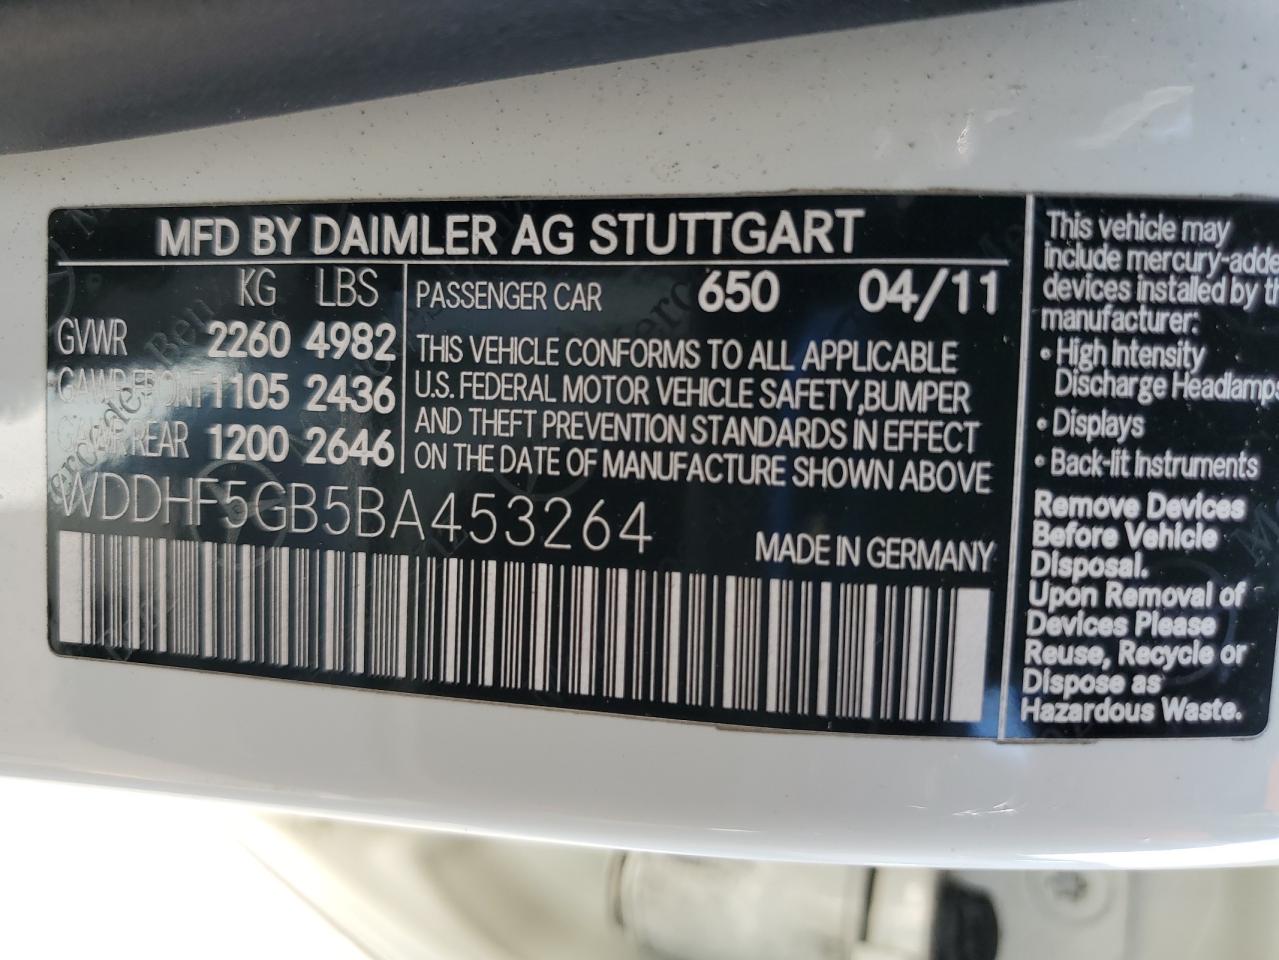 MFD BY DAIMLER AG STUTTGART
KG LBS
GVWR 2260 4982
GAWR FRONT 1105 2436
GAWR REAR 1200 2646
PASSENGER CAR 650 04/11
THIS VEHICLE CONFORMS TO ALL APPLICABLE
U.S. FEDERAL MOTOR VEHICLE SAFETY,BUMPER
AND THEFT PREVENTION STANDARDS IN EFFECT
ON THE DATE OF MANUFACTURE SHOWN ABOVE
WDDHF5GB5BA453264
MADE IN GERMANY
This vehicle may
include mercury-adde
devices installed by th
manufacturer:
• High Intensity
Discharge Headlamps
• Displays
• Back-lit Instruments
Remove Devices
Before Vehicle
Disposal.
Upon Removal of
Devices Please
Reuse, Recycle or
Dispose as
Hazardous Waste.